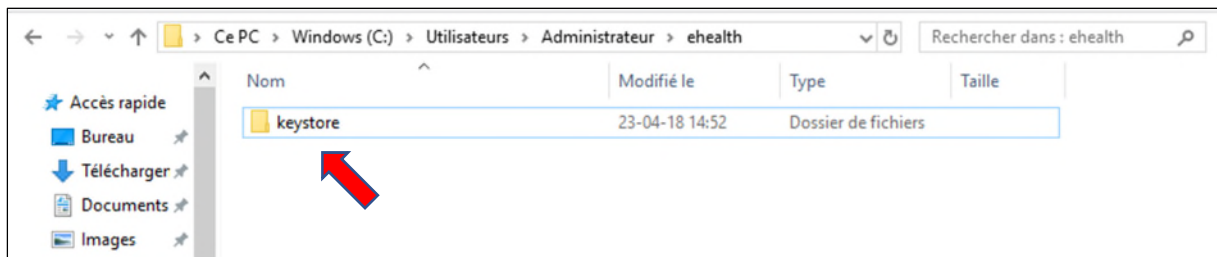 Ce PC > Windows (C:) > Utilisateurs > Administrateur > ehealth
Rechercher dans : ehealth
Nom Modifié le Type Taille
Accès rapide
keystore 23-04-18 14:52 Dossier de fichiers
Bureau
Télécharger
Documents
Images